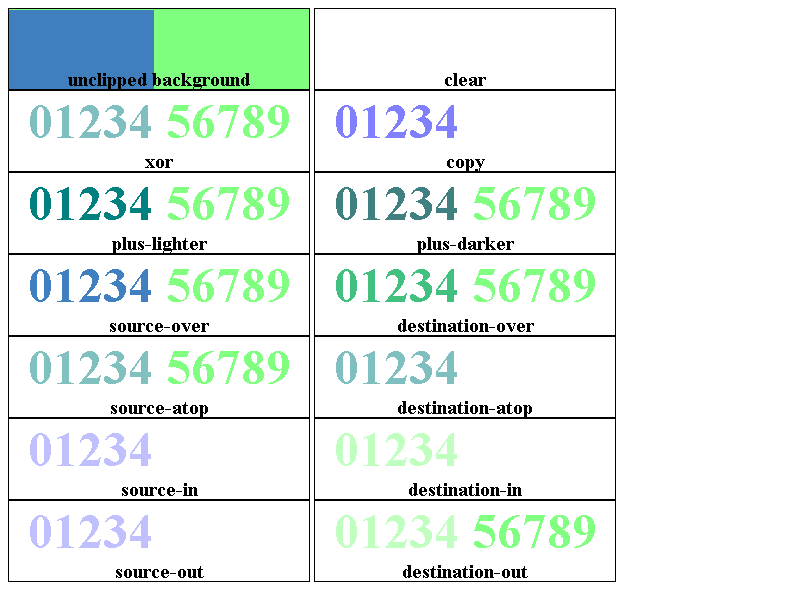 unclipped background
clear
01234 56789
xor
01234
copy
01234 56789
plus-lighter
01234 56789
plus-darker
01234 56789
source-over
01234 56789
destination-over
01234 56789
source-atop
01234
destination-atop
01234
source-in
01234
destination-in
01234
source-out
01234 56789
destination-out